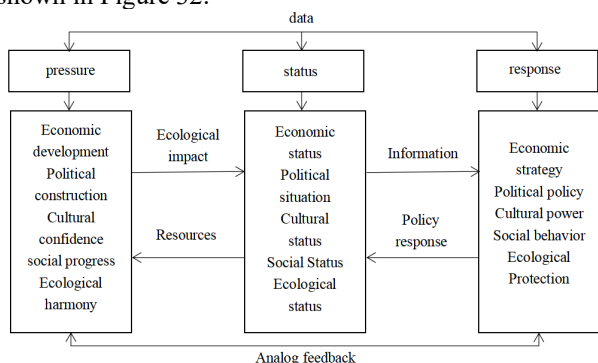 shown in Figure 32:
data
pressure
status
response
Economic
development
Political
construction
Cultural
confidence
social progress
Ecological
harmony
Ecological
impact
Resources
Economic
status
Political
situation
Cultural
status
Social Status
Ecological
status
Information
Policy
response
Economic
strategy
Political policy
Cultural power
Social behavior
Ecological
Protection
Analog feedback